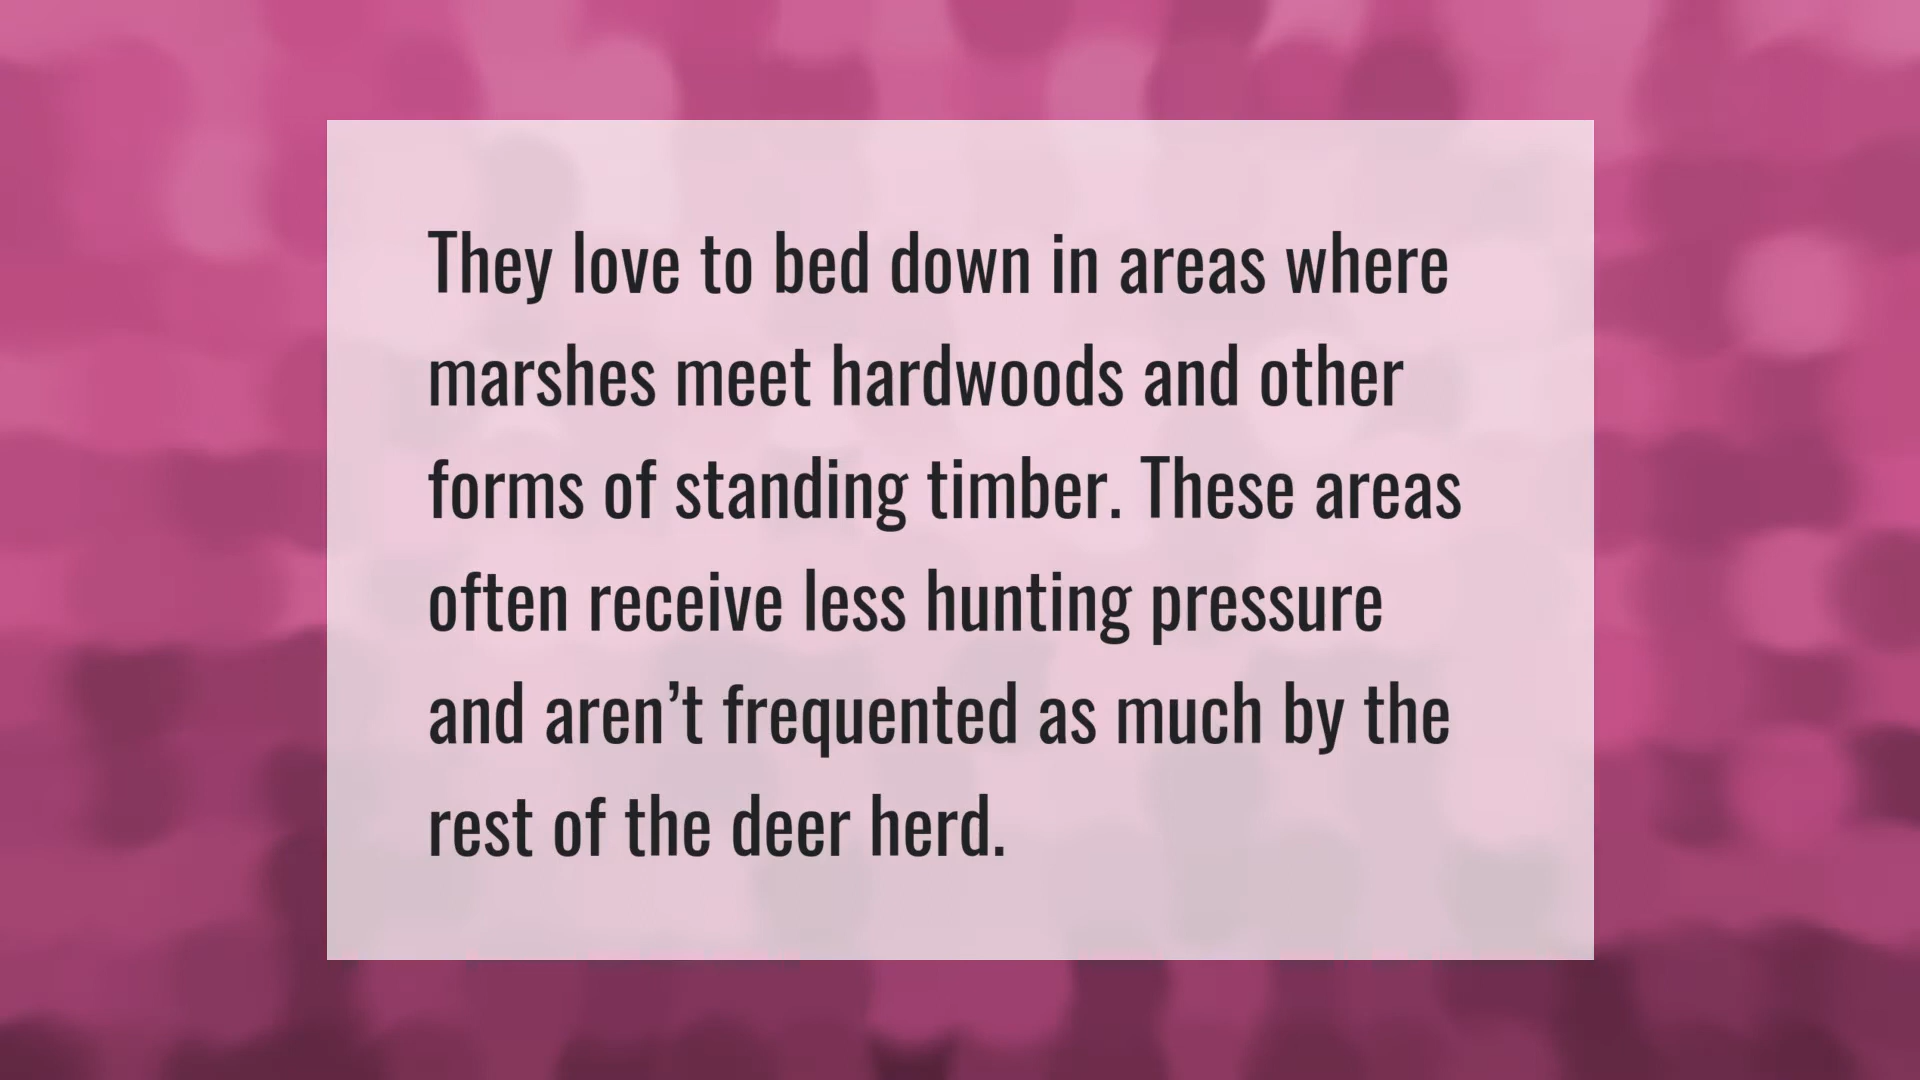 They love to bed down in areas where
marshes meet hardwoods and other
forms of standing timber. These areas
often receive less hunting pressure
and aren’t frequented as much by the
rest of the deer herd.